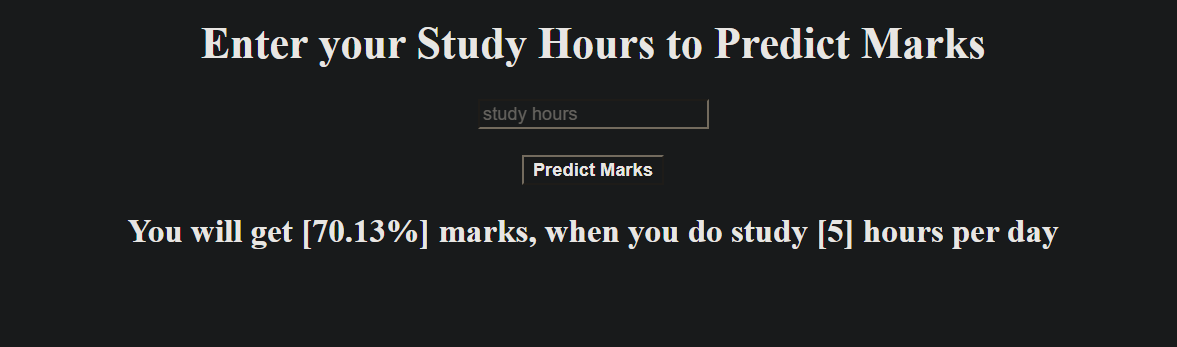 Enter your Study Hours to Predict Marks
study hours
Predict Marks
You will get [70.13%] marks, when you do study [5] hours per day